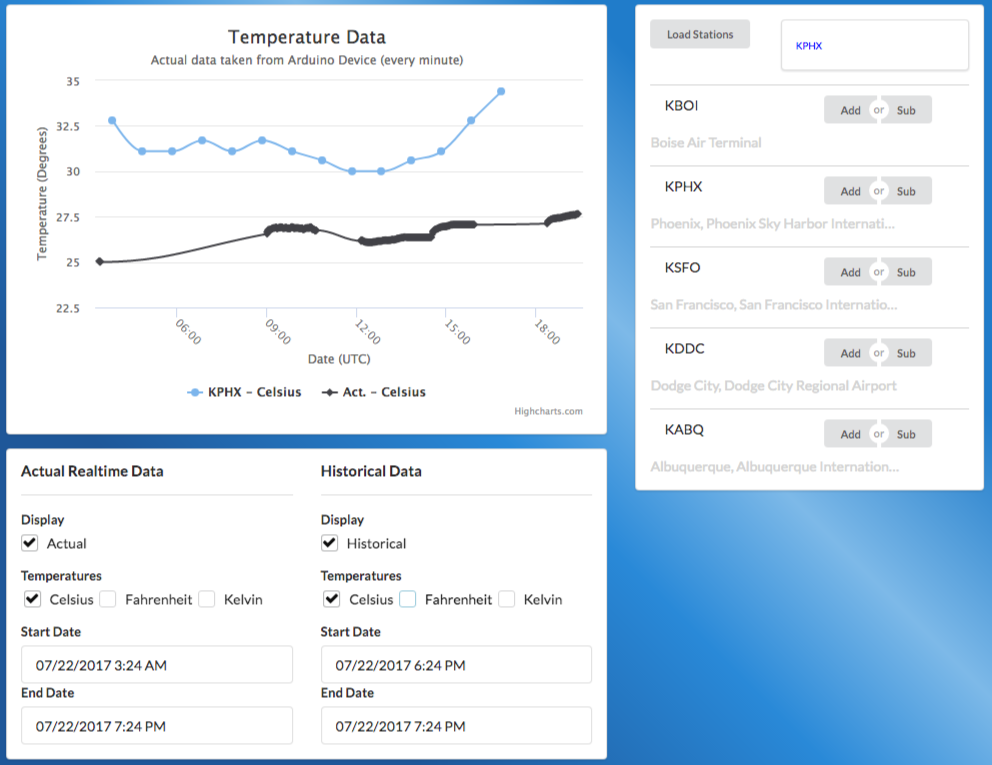 Temperature Data
Actual data taken from Arduino Device (every minute)
Temperature (Degrees)
35
32.5
30
27.5
25
22.5
06:00
09:00
12:00
15:00
18:00
Date (UTC)
KPHX – Celsius
Act. – Celsius
Highcharts.com
Actual Realtime Data
Display
Actual
Temperatures
Celsius Fahrenheit Kelvin
Start Date
07/22/2017 3:24 AM
End Date
07/22/2017 7:24 PM
Historical Data
Display
Historical
Temperatures
Celsius Fahrenheit Kelvin
Start Date
07/22/2017 6:24 PM
End Date
07/22/2017 7:24 PM
Load Stations
KPHX
KBOI
Add or Sub
Boise Air Terminal
KPHX
Add or Sub
Phoenix, Phoenix Sky Harbor Internati...
KSFO
Add or Sub
San Francisco, San Francisco Internatio...
KDDC
Add or Sub
Dodge City, Dodge City Regional Airport
KABQ
Add or Sub
Albuquerque, Albuquerque Internation...